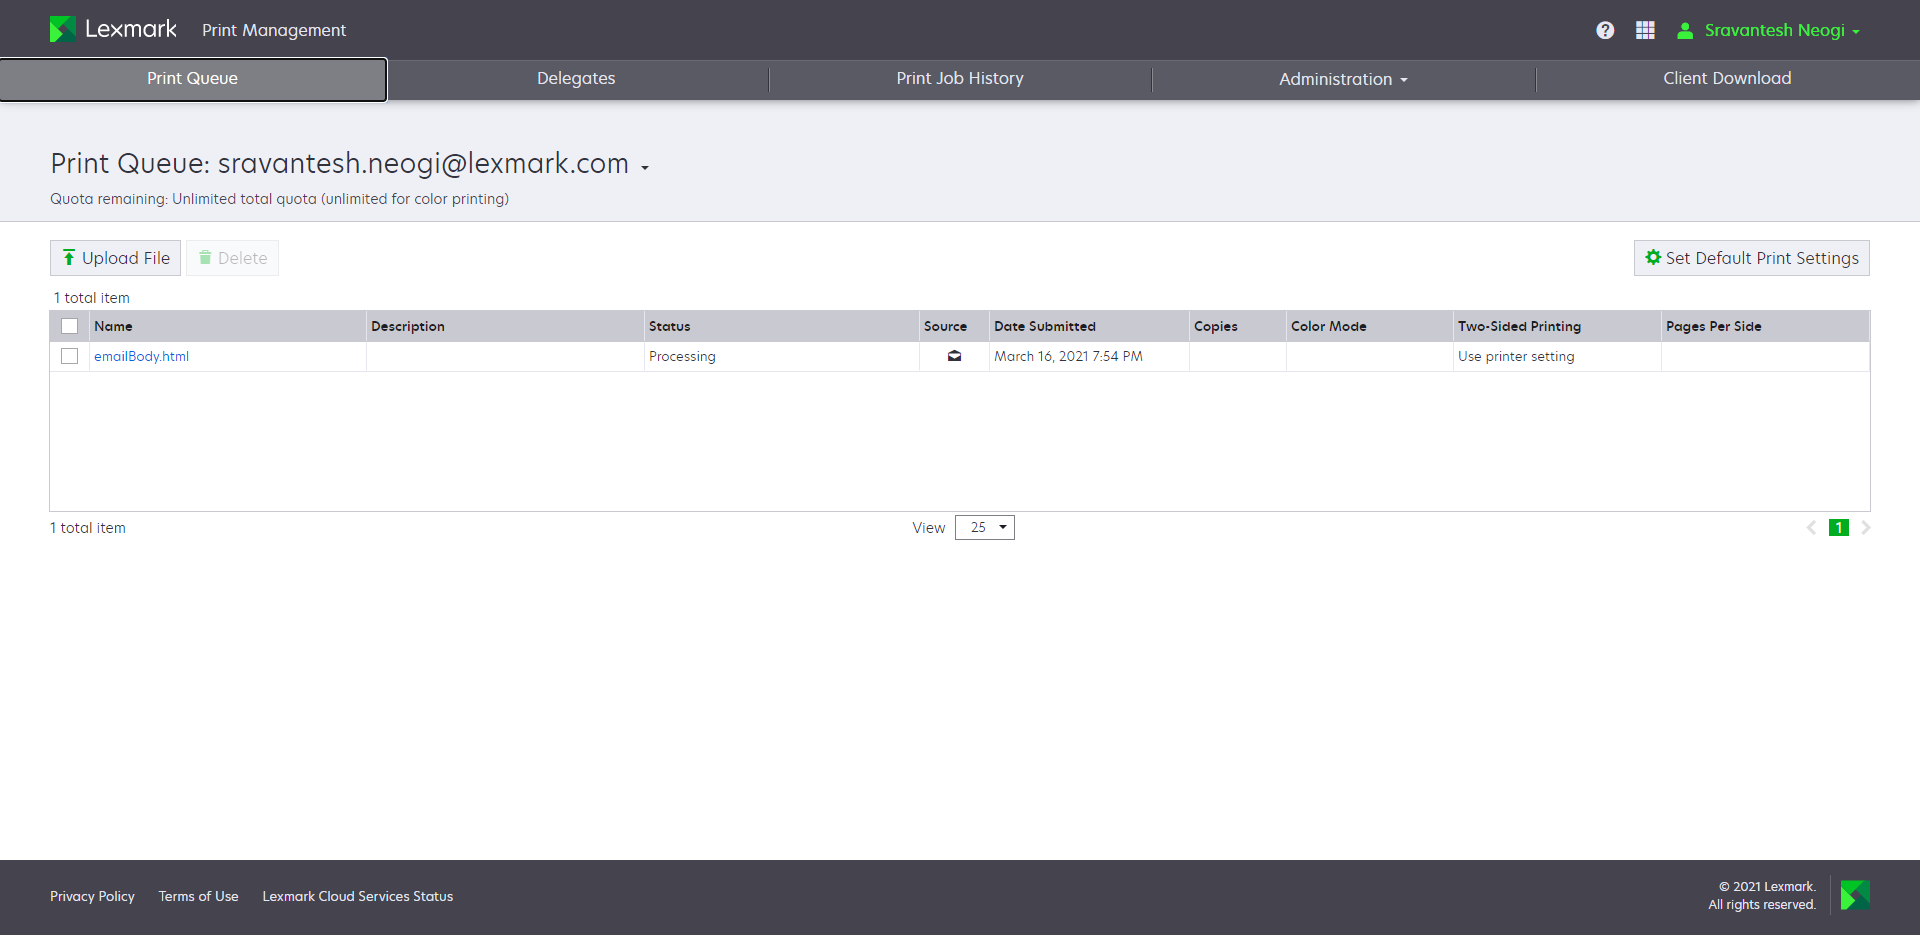 Lexmark Print Management
Sravantesh Neogi
Print Queue Delegates Print Job History Administration Client Download
Print Queue: sravantesh.neogi@lexmark.com
Quota remaining: Unlimited total quota (unlimited for color printing)
Upload File Delete Set Default Print Settings
1 total item
Name Description Status Source Date Submitted Copies Color Mode Two-Sided Printing Pages Per Side
emailBody.html Processing March 16, 2021 7:54 PM Use printer setting
1 total item View 25 1
Privacy Policy Terms of Use Lexmark Cloud Services Status
© 2021 Lexmark.
All rights reserved.